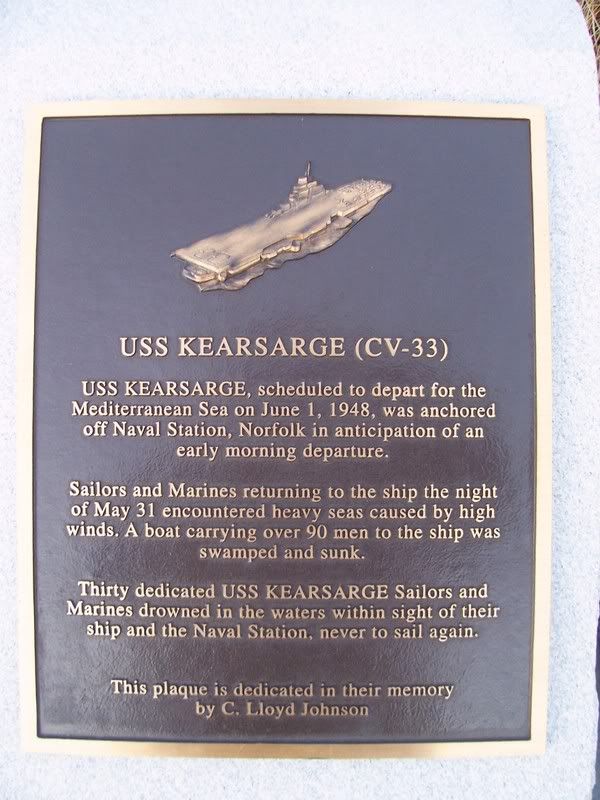 USS KEARSARGE (CV-33)
USS KEARSARGE, scheduled to depart for the
Mediterranean Sea on June 1, 1948, was anchored
off Naval Station, Norfolk in anticipation of an
early morning departure.
Sailors and Marines returning to the ship the night
of May 31 encountered heavy seas caused by high
winds. A boat carrying over 90 men to the ship was
swamped and sunk.
Thirty dedicated USS KEARSARGE Sailors and
Marines drowned in the waters within sight of their
ship and the Naval Station, never to sail again.
This plaque is dedicated in their memory
by C. Lloyd Johnson